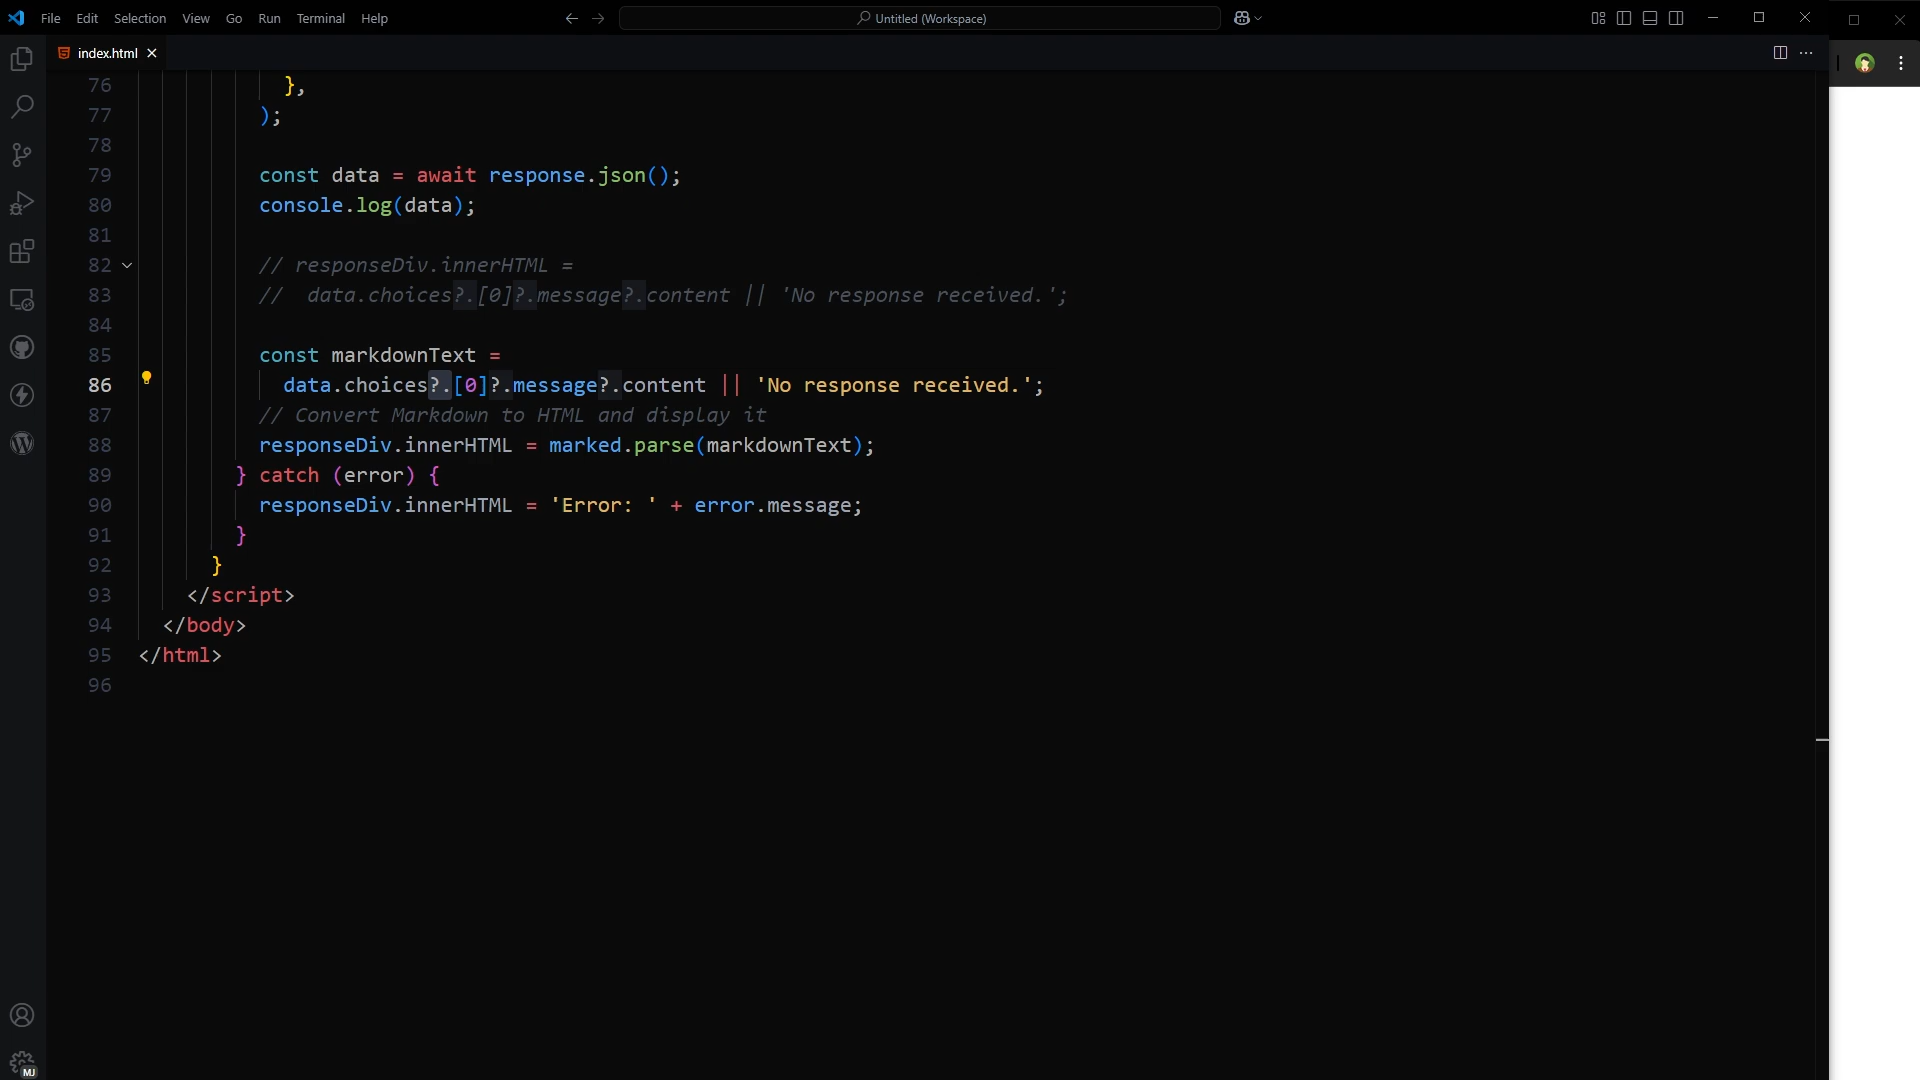 File Edit Selection View Go Run Terminal Help
Untitled (Workspace)
index.html
76 },
77 );
78
79 const data = await response.json();
80 console.log(data);
81
82 // responseDiv.innerHTML =
83 //  data.choices?.[0]?.message?.content || 'No response received.';
84
85 const markdownText =
86 data.choices?.[0]?.message?.content || 'No response received.';
87 // Convert Markdown to HTML and display it
88 responseDiv.innerHTML = marked.parse(markdownText);
89 } catch (error) {
90 responseDiv.innerHTML = 'Error: ' + error.message;
91 }
92 }
93 </script>
94 </body>
95 </html>
96
MJ